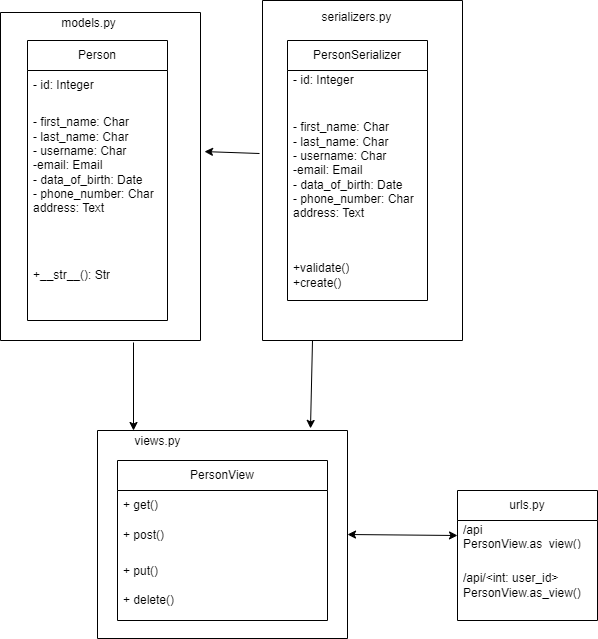 models.py
Person
- id: Integer
- first_name: Char
- last_name: Char
- username: Char
-email: Email
- data_of_birth: Date
- phone_number: Char
address: Text
+__str__(): Str
serializers.py
PersonSerializer
- id: Integer
- first_name: Char
- last_name: Char
- username: Char
-email: Email
- data_of_birth: Date
- phone_number: Char
address: Text
+validate()
+create()
views.py
PersonView
+ get()
+ post()
+ put()
+ delete()
urls.py
/api
PersonView.as_view()
/api/<int: user_id>
PersonView.as_view()